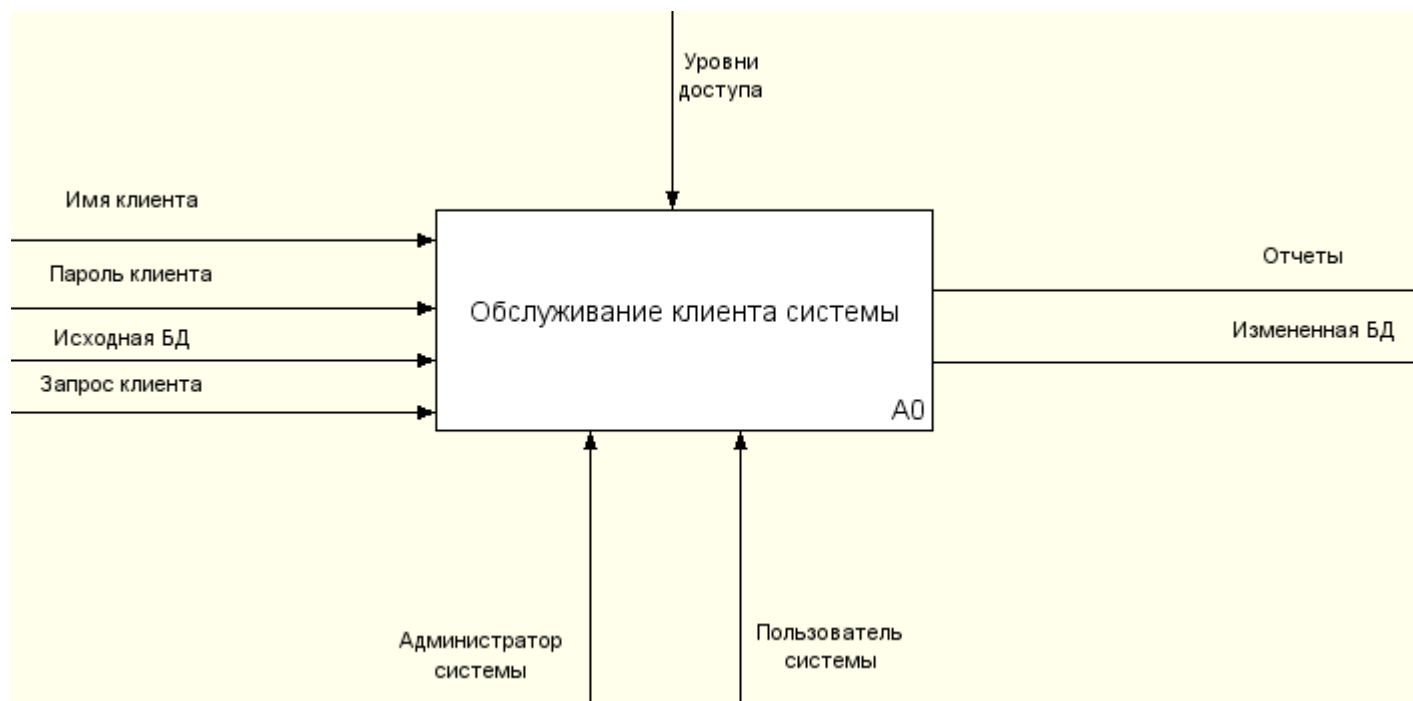 Уровни
доступа
Имя клиента
Пароль клиента
Исходная БД
Запрос клиента
Обслуживание клиента системы
A0
Отчеты
Измененная БД
Администратор
системы
Пользователь
системы